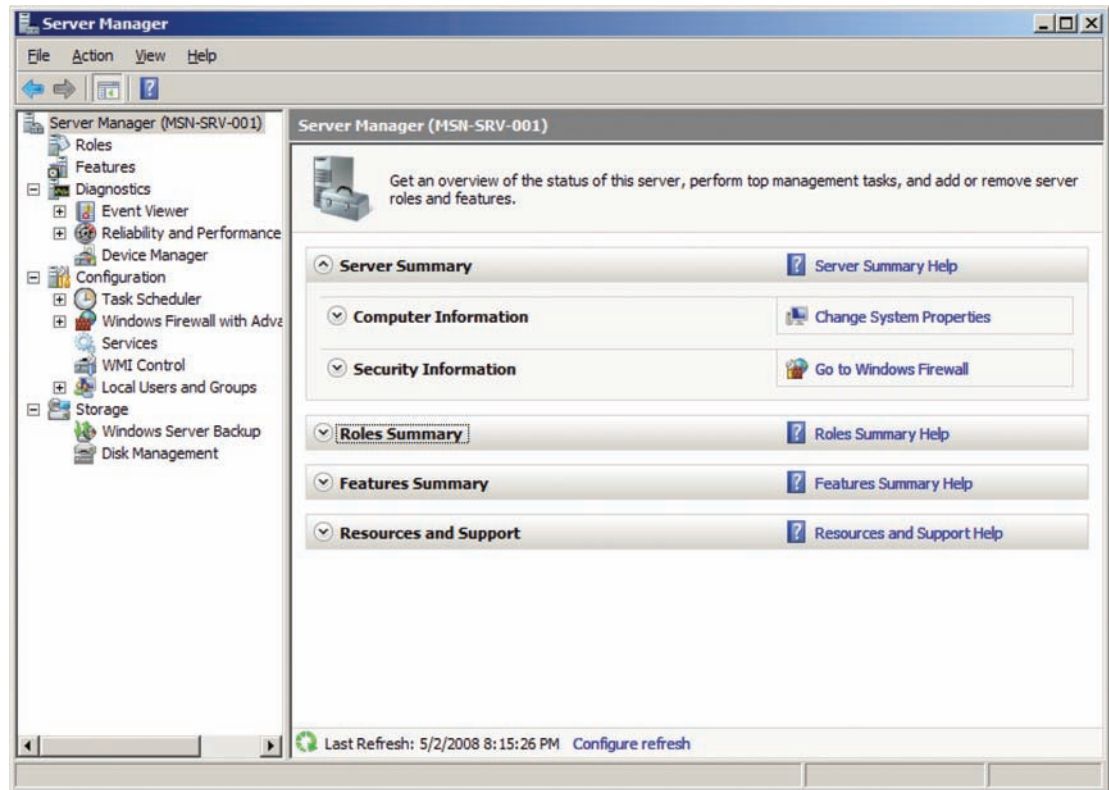 Server Manager
File Action View Help
Server Manager (MSN-SRV-001)
Roles
Features
Diagnostics
Event Viewer
Reliability and Performance
Device Manager
Configuration
Task Scheduler
Windows Firewall with Adva
Services
WMI Control
Local Users and Groups
Storage
Windows Server Backup
Disk Management
Server Manager (MSN-SRV-001)
Get an overview of the status of this server, perform top management tasks, and add or remove server
roles and features.
Server Summary
Server Summary Help
Computer Information
Change System Properties
Security Information
Go to Windows Firewall
Roles Summary
Roles Summary Help
Features Summary
Features Summary Help
Resources and Support
Resources and Support Help
Last Refresh: 5/2/2008 8:15:26 PM Configure refresh